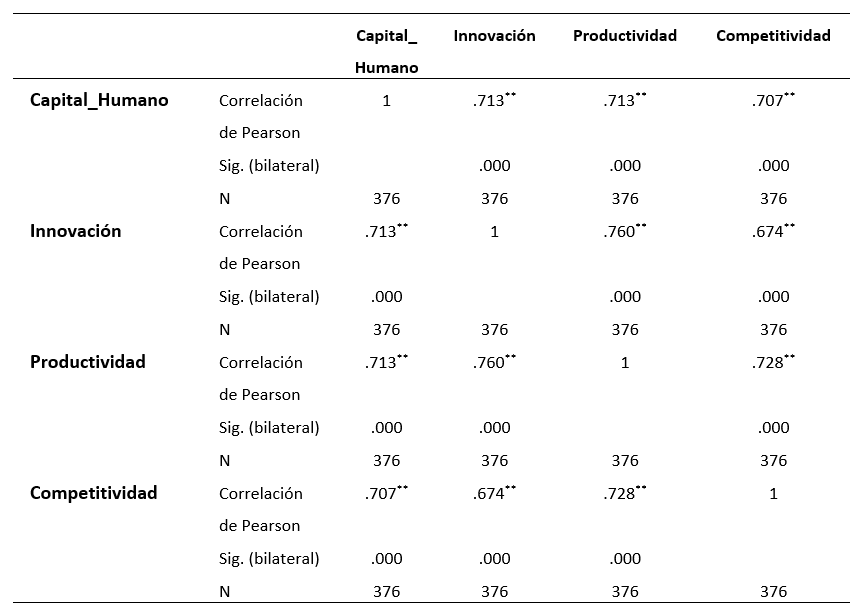 Capital_ Innovación Productividad Competitividad
Humano
Capital_Humano Correlación 1 .713** .713** .707**
de Pearson
Sig. (bilateral) .000 .000 .000
N 376 376 376 376
Innovación Correlación .713** 1 .760** .674**
de Pearson
Sig. (bilateral) .000 .000 .000
N 376 376 376 376
Productividad Correlación .713** .760** 1 .728**
de Pearson
Sig. (bilateral) .000 .000 .000
N 376 376 376 376
Competitividad Correlación .707** .674** .728** 1
de Pearson
Sig. (bilateral) .000 .000 .000
N 376 376 376 376